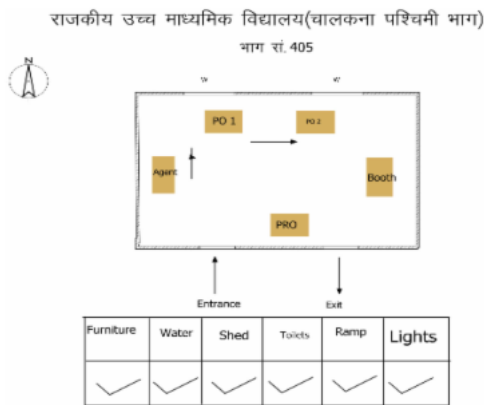 राजकीय उच्च माध्यमिक विद्यालय(चालकना पश्चिमी भाग)
भाग सं. 405
N
W W
PO 1 PO 2
Agent Booth
PRO
Entrance Exit
Furniture Water Shed Toilets Ramp Lights